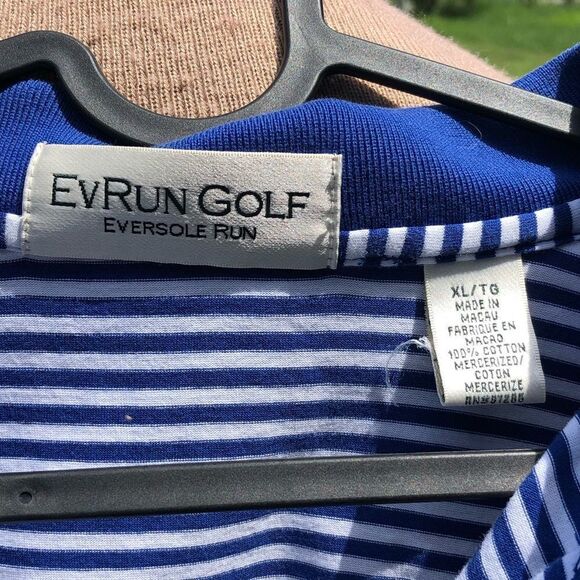 EVRUN GOLF
EVERSOLE RUN
XL/TG
MADE IN
MACAU
FABRIQUE EN
MACAO
100% COTTON
MERCERIZED/
COTON
MERCERIZE